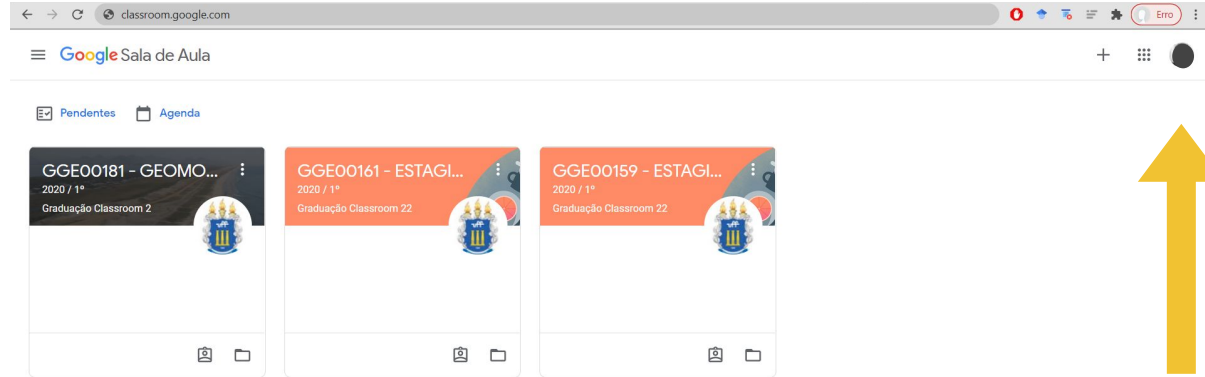 classroom.google.com
Erro
Google Sala de Aula
Pendentes Agenda
GGE00181 - GEOMO...
2020 / 1º
Graduação Classroom 2
GGE00161 - ESTAGI...
2020 / 1º
Graduação Classroom 22
GGE00159 - ESTAGI...
2020 / 1º
Graduação Classroom 22